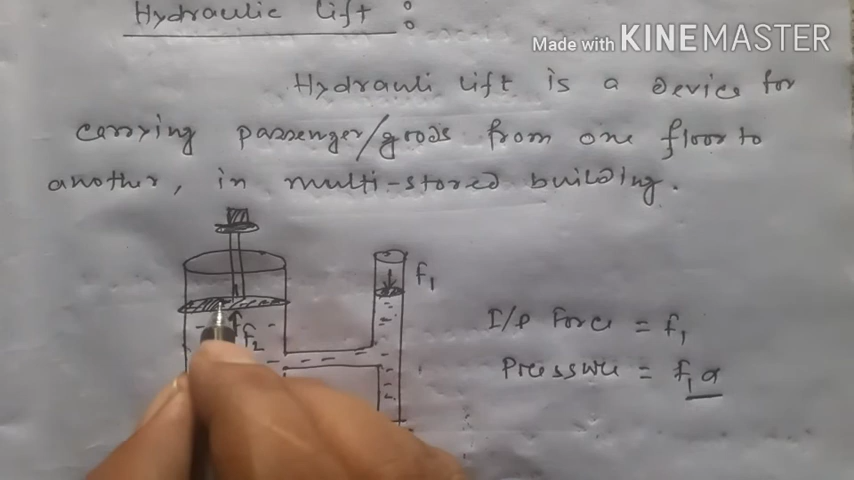 Hydraulic lift :
Made with KINEMASTER
Hydrauli lift is a device for
carrying passenger/goods from one floor to
another, in multi-stored building.
f1
I/P Force = f1
f2
Pressure = f1a